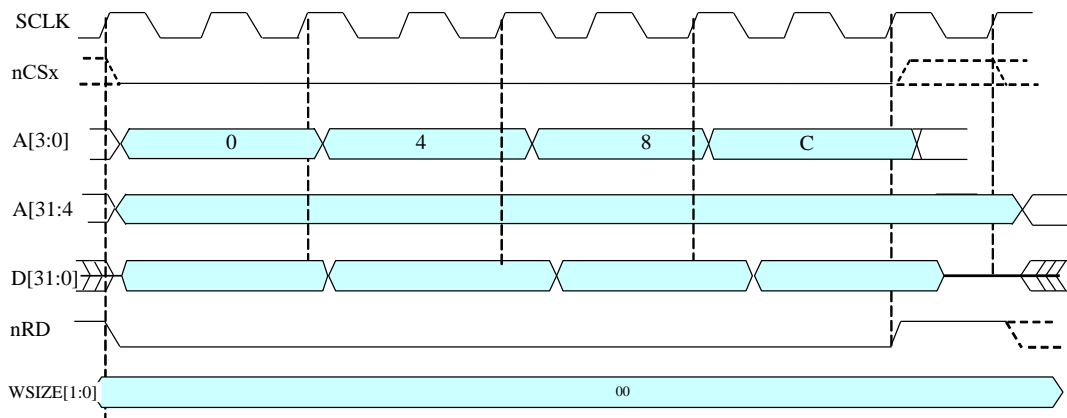 SCLK
nCSx
A[3:0] 0 4 8 C
A[31:4
D[31:0]
nRD
WSIZE[1:0] 00